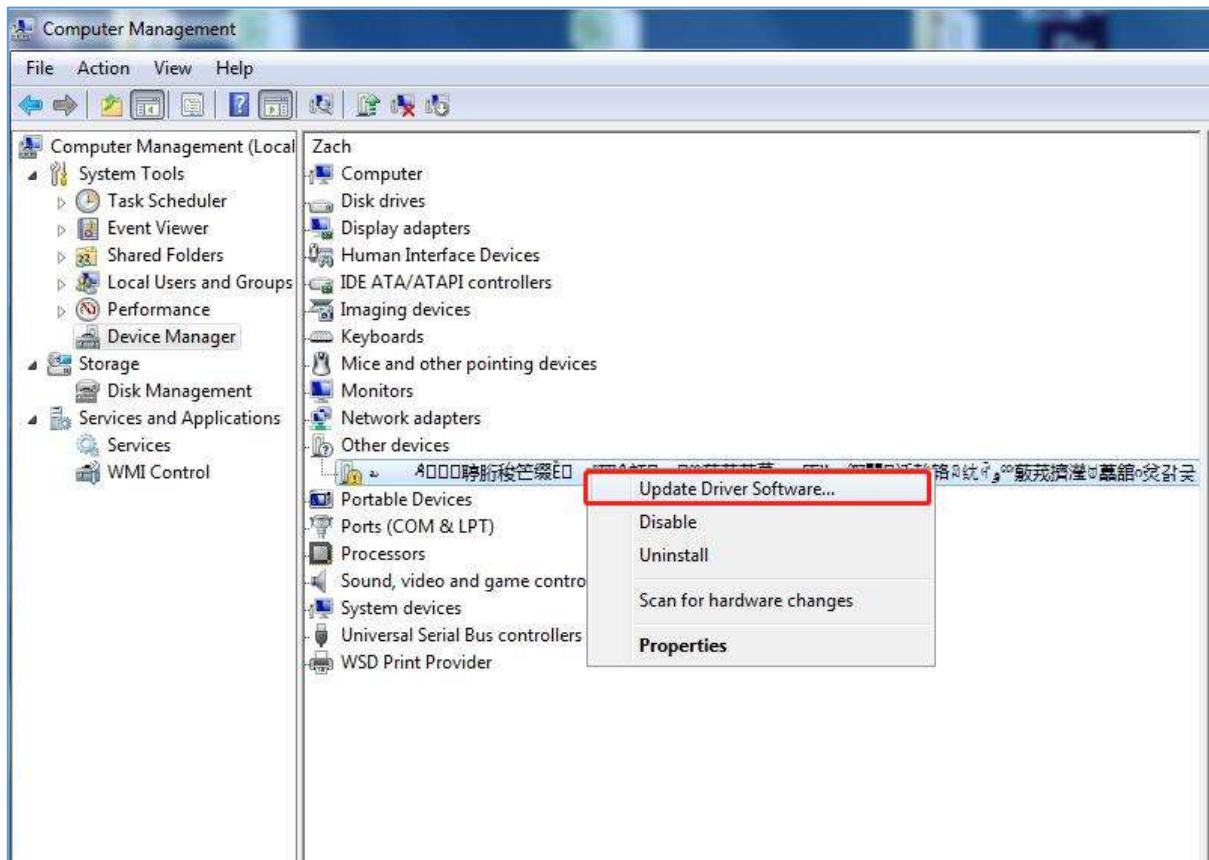 Computer Management
File Action View Help
Computer Management (Local
System Tools
Task Scheduler
Event Viewer
Shared Folders
Local Users and Groups
Performance
Device Manager
Storage
Disk Management
Services and Applications
Services
WMI Control
Zach
Computer
Disk drives
Display adapters
Human Interface Devices
IDE ATA/ATAPI controllers
Imaging devices
Keyboards
Mice and other pointing devices
Monitors
Network adapters
Other devices
Portable Devices
Ports (COM & LPT)
Processors
Sound, video and game contro
System devices
Universal Serial Bus controllers
WSD Print Provider
Update Driver Software...
Disable
Uninstall
Scan for hardware changes
Properties